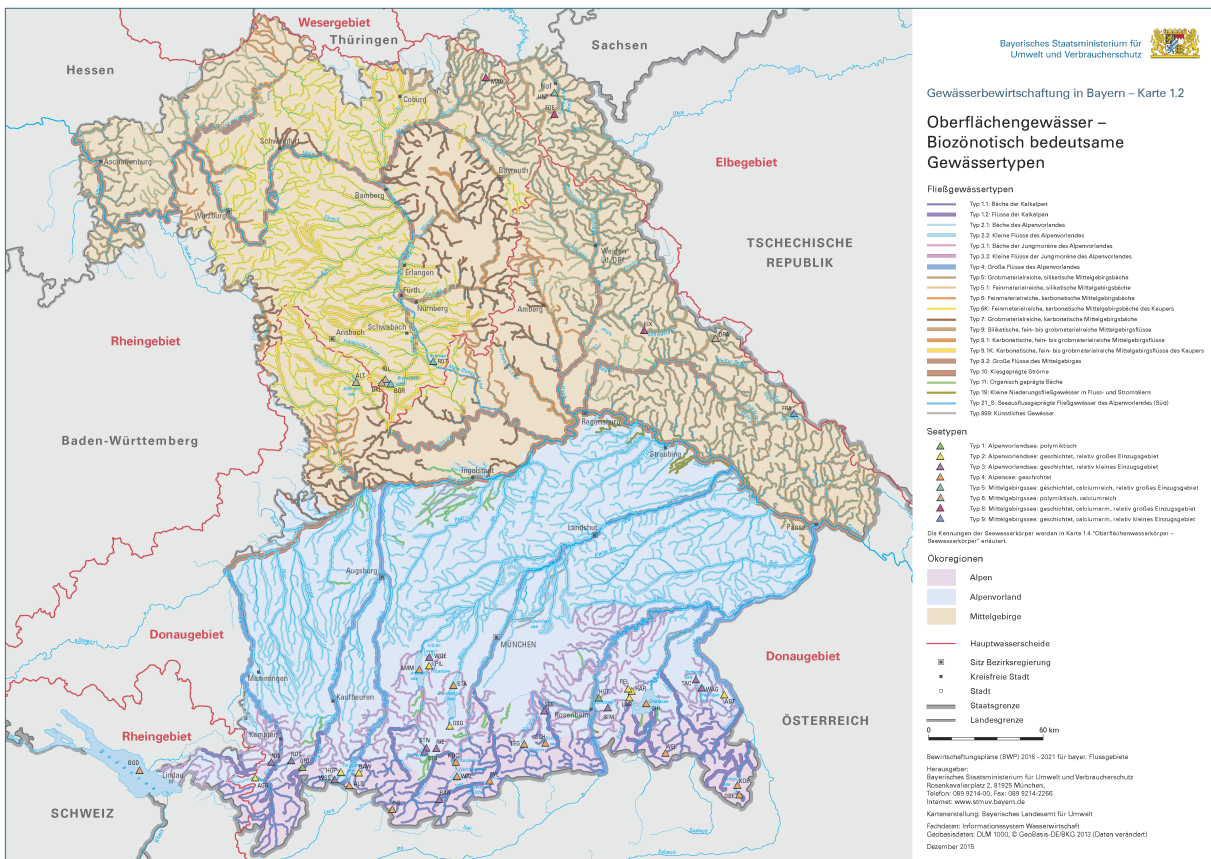 Wesergebiet
Thüringen
Sachsen
Hessen
Coburg
Hof
Schweinfurt
Aschaffenburg
Bayreuth
Elbegebiet
Bamberg
Würzburg
TSCHECHISCHE
REPUBLIK
Weiden
i.d. OPf
Erlangen
Fürth
Nürnberg
Amberg
Schwabach
Ansbach
Rheingebiet
ROT
ALT
BOR
Baden-Württemberg
Regensburg
Straubing
Ingolstadt
Landshut
Passau
Augsburg
Donaugebiet
MÜNCHEN
Donaugebiet
AMM
WOE
PIL
STA
Memmingen
Kaufbeuren
TAC
WAG
ABT
ÖSTERREICH
Rosenheim
SIM
OSG
Rheingebiet
Kempten
BOD
Lindau
SCHWEIZ
Bayerisches Staatsministerium für
Umwelt und Verbraucherschutz
Gewässerbewirtschaftung in Bayern – Karte 1.2
Oberflächengewässer –
Biozönotisch bedeutsame
Gewässertypen
Fließgewässertypen
Typ 1.1: Bäche der Kalkalpen
Typ 1.2: Flüsse der Kalkalpen
Typ 2.1: Bäche des Alpenvorlandes
Typ 2.2: Kleine Flüsse des Alpenvorlandes
Typ 3.1: Bäche der Jungmoräne des Alpenvorlandes
Typ 3.2: Kleine Flüsse der Jungmoräne des Alpenvorlandes
Typ 4: Große Flüsse des Alpenvorlandes
Typ 5: Grobmaterialreiche, silikatische Mittelgebirgsbäche
Typ 5.1: Feinmaterialreiche, silikatische Mittelgebirgsbäche
Typ 6: Feinmaterialreiche, karbonatische Mittelgebirgsbäche
Typ 6K: Feinmaterialreiche, karbonatische Mittelgebirgsbäche des Keupers
Typ 7: Grobmaterialreiche, karbonatische Mittelgebirgsbäche
Typ 9: Silikatische, fein- bis grobmaterialreiche Mittelgebirgsflüsse
Typ 9.1: Karbonatische, fein- bis grobmaterialreiche Mittelgebirgsflüsse
Typ 9.1K: Karbonatische, fein- bis grobmaterialreiche Mittelgebirgsflüsse des Keupers
Typ 9.2: Große Flüsse des Mittelgebirges
Typ 10: Kiesgeprägte Ströme
Typ 11: Organisch geprägte Bäche
Typ 19: Kleine Niederungsfließgewässer in Fluss- und Stromtälern
Typ 21_S: Seeausflussgeprägte Fließgewässer des Alpenvorlandes (Süd)
Typ 999: Künstliches Gewässer
Seetypen
Typ 1: Alpenvorlandsee: polymiktisch
Typ 2: Alpenvorlandsee: geschichtet, relativ großes Einzugsgebiet
Typ 3: Alpenvorlandsee: geschichtet, relativ kleines Einzugsgebiet
Typ 4: Alpensee: geschichtet
Typ 5: Mittelgebirgssee: geschichtet, calciumreich, relativ großes Einzugsgebiet
Typ 6: Mittelgebirgssee: polymiktisch, calciumreich
Typ 8: Mittelgebirgssee: geschichtet, calciumarm, relativ großes Einzugsgebiet
Typ 9: Mittelgebirgssee: geschichtet, calciumarm, relativ kleines Einzugsgebiet
Die Kennungen der Seewasserkörper werden in Karte 1.4 "Oberflächenwasserkörper –
Seewasserkörper" erläutert
Ökoregionen
Alpen
Alpenvorland
Mittelgebirge
Hauptwasserscheide
Sitz Bezirksregierung
Kreisfreie Stadt
Stadt
Staatsgrenze
Landesgrenze
0 50 km
Bewirtschaftungspläne (BWP) 2016 - 2021 für bayer. Flussgebiete
Herausgeber:
Bayerisches Staatsministerium für Umwelt und Verbraucherschutz
Rosenkavalierplatz 2, 81925 München,
Telefon: 089 9214-00, Fax: 089 9214-2266
Internet: www.stmuv.bayern.de
Kartenerstellung: Bayerisches Landesamt für Umwelt
Fachdaten: Informationssystem Wasserwirtschaft
Geobasisdaten: DLM 1000, © GeoBasis-DE/BKG 2013 (Daten verändert)
Dezember 2015